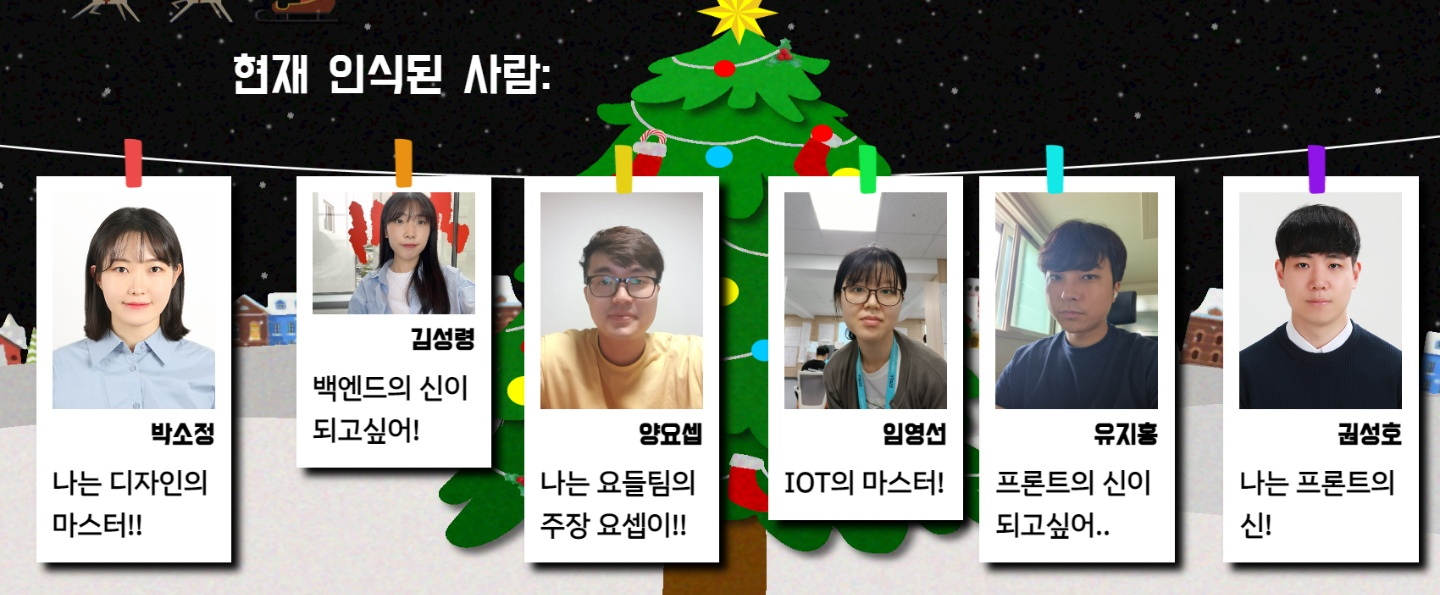 현재 인식된 사람:
박소정
나는 디자인의
마스터!!
김성령
백엔드의 신이
되고싶어!
양요셉
나는 요들팀의
주장 요셉이!!
임영선
IOT의 마스터!
유지홍
프론트의 신이
되고싶어..
권성호
나는 프론트의
신!